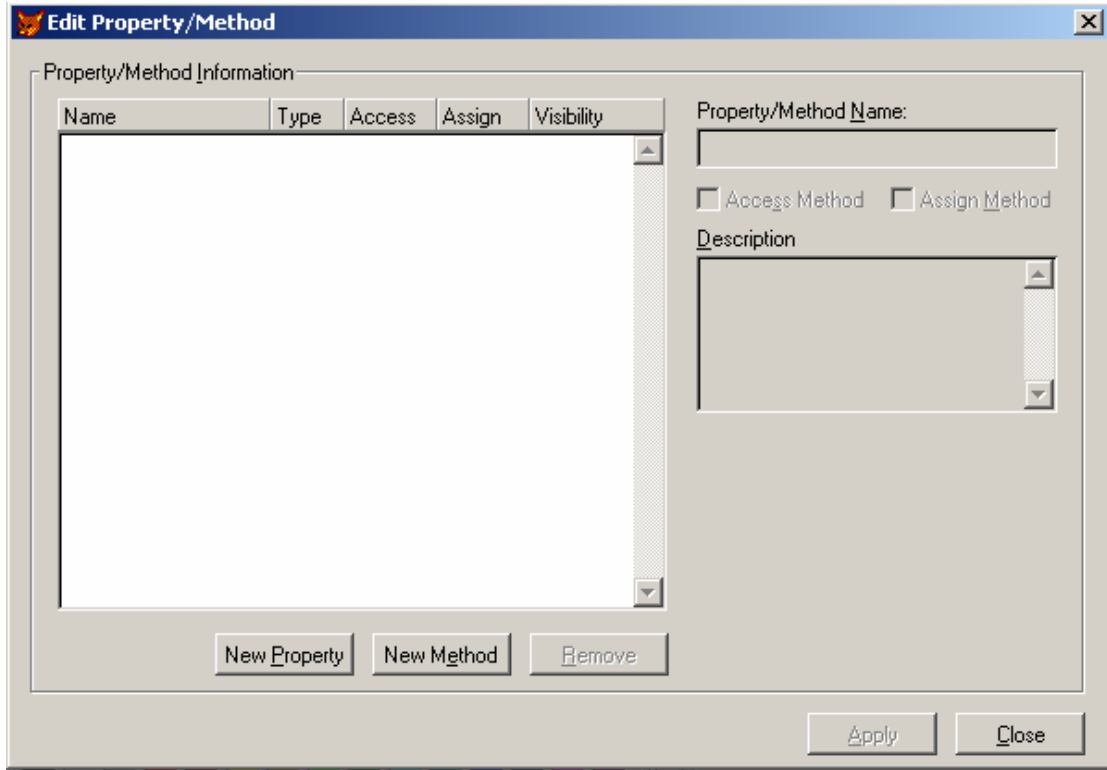 Edit Property/Method
Property/Method Information
Name Type Access Assign Visibility
Property/Method Name:
Access Method Assign Method
Description
New Property New Method Remove
Apply Close